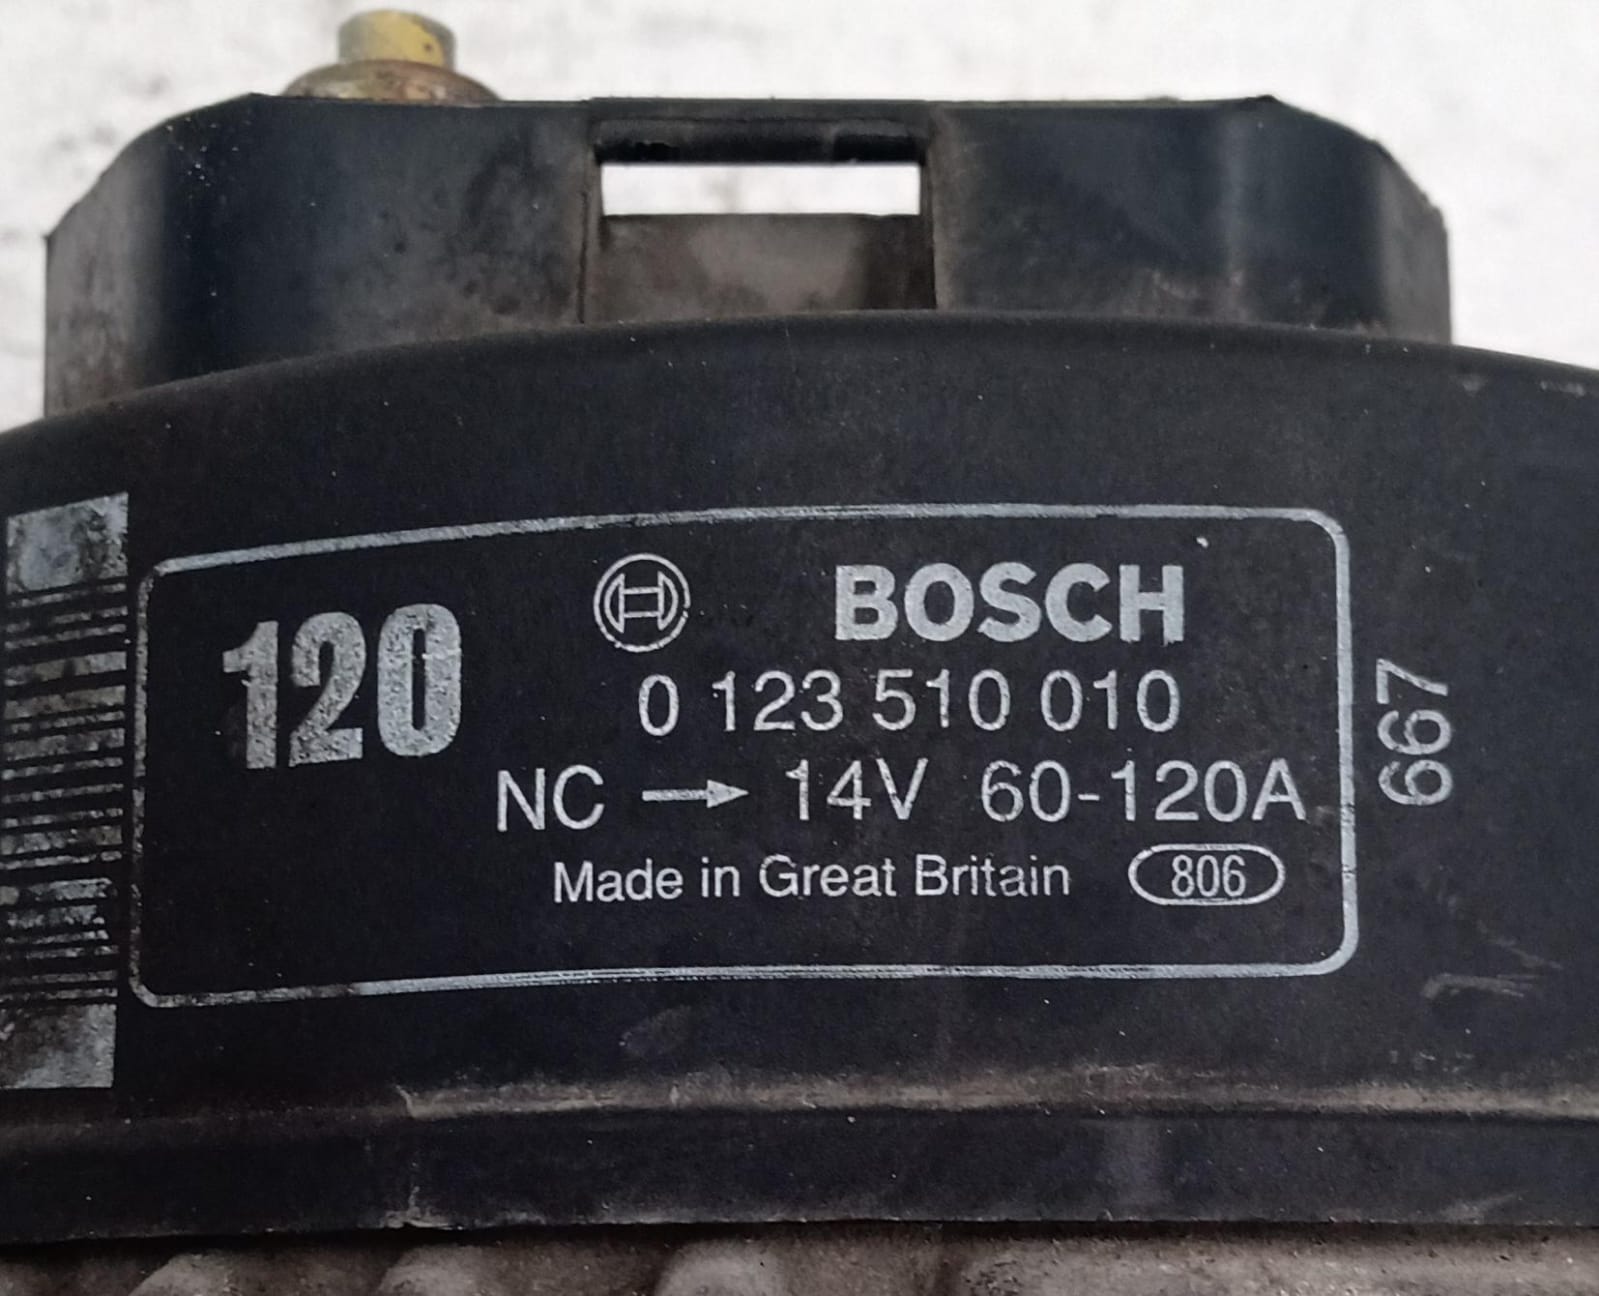 120
BOSCH
0 123 510 010
NC → 14V 60-120A
Made in Great Britain 806
667